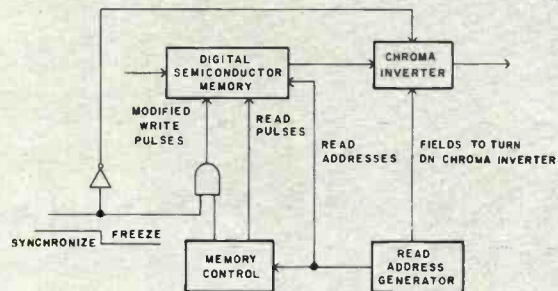 DIGITAL
SEMICONDUCTOR
MEMORY
CHROMA
INVERTER
MODIFIED
WRITE
PULSES
READ
PULSES
READ
ADDRESSES
FIELDS TO TURN
ON CHROMA INVERTER
SYNCHRONIZE
FREEZE
MEMORY
CONTROL
READ
ADDRESS
GENERATOR